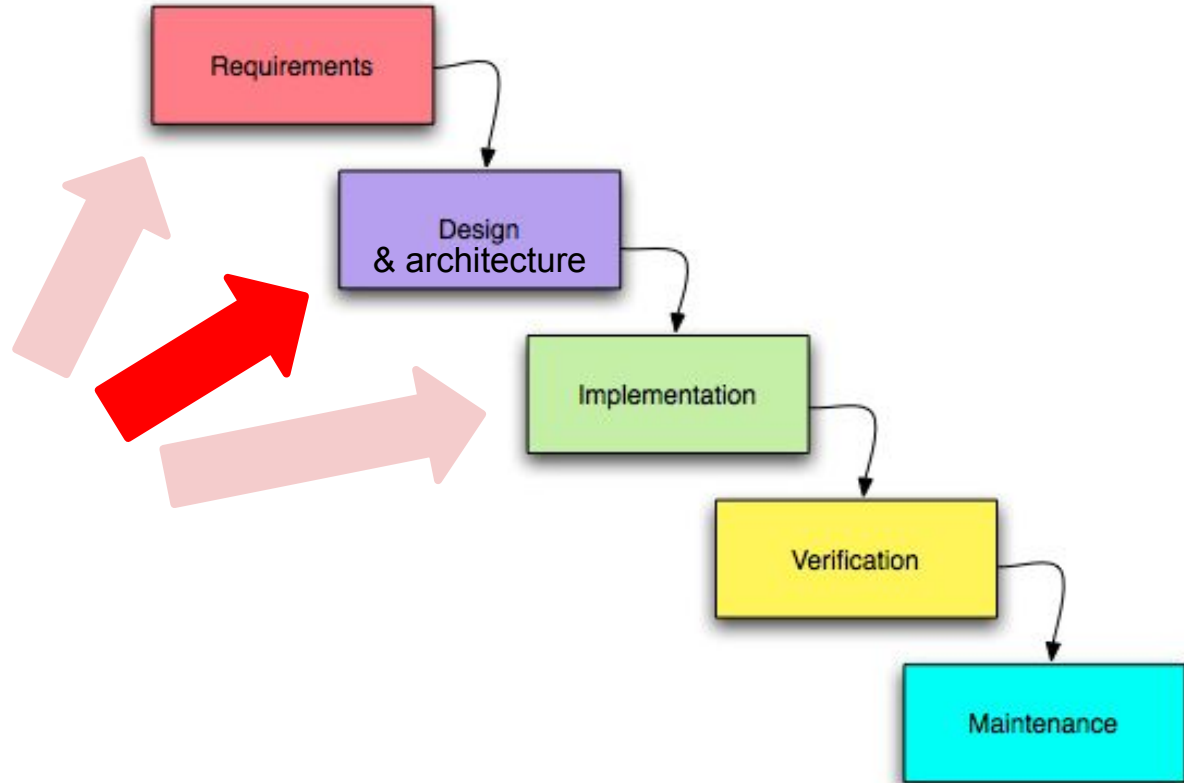 Requirements
Design
& architecture
Implementation
Verification
Maintenance